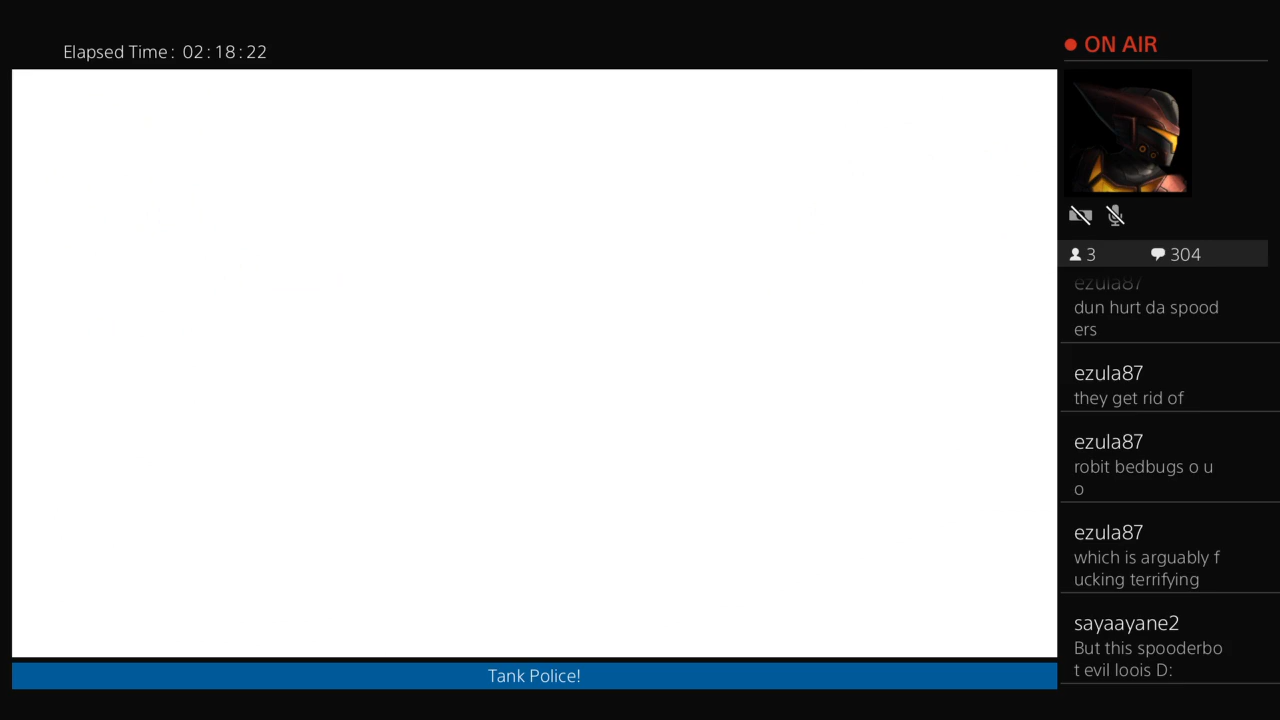 Elapsed Time: 02:18:22
ON AIR
3 304
ezula87
dun hurt da spood
ers
ezula87
they get rid of
ezula87
robit bedbugs o u
o
ezula87
which is arguably f
ucking terrifying
sayaayane2
But this spooderbo
t evil loois D:
Tank Police!